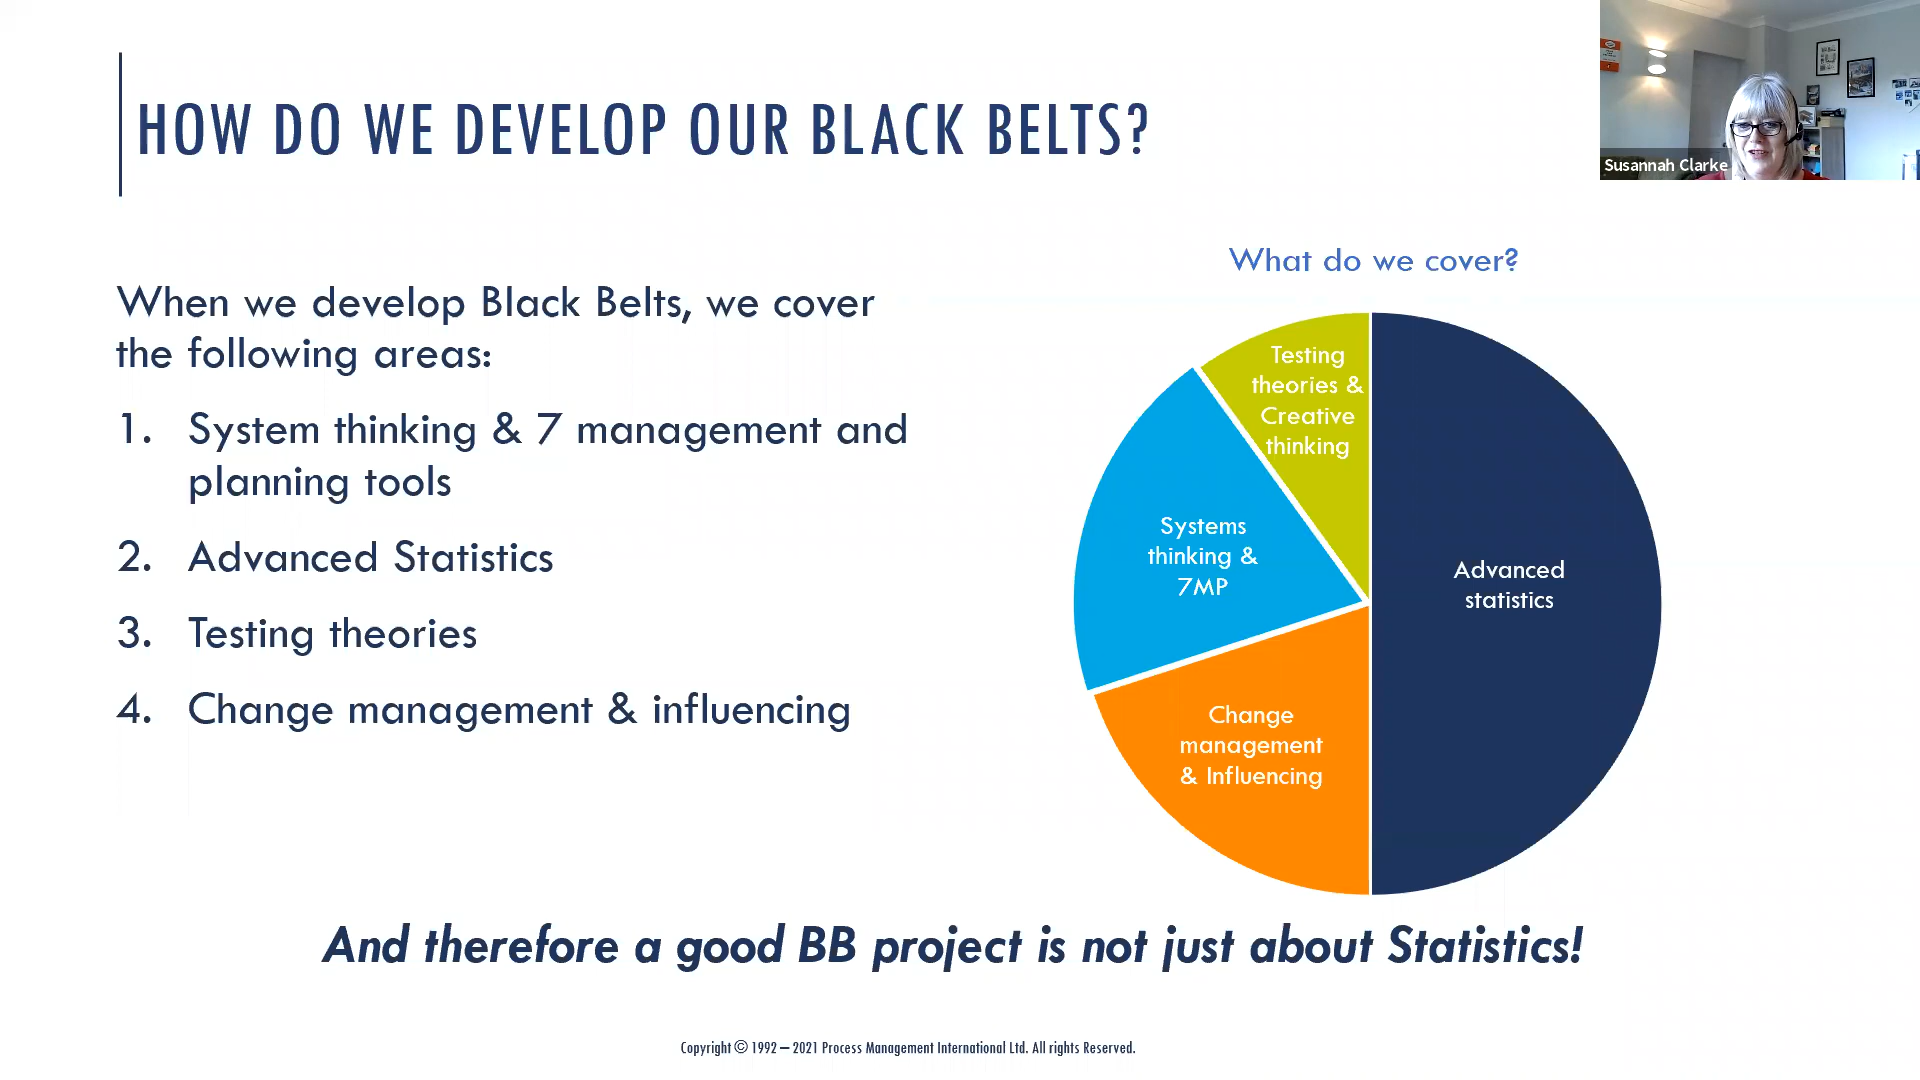 HOW DO WE DEVELOP OUR BLACK BELTS?
Susannah Clarke
When we develop Black Belts, we cover
the following areas:
1. System thinking & 7 management and
planning tools
2. Advanced Statistics
3. Testing theories
4. Change management & influencing
What do we cover?
Testing
theories &
Creative
thinking
Systems
thinking &
7MP
Advanced
statistics
Change
management
& Influencing
And therefore a good BB project is not just about Statistics!
Copyright © 1992 – 2021 Process Management International Ltd. All rights Reserved.